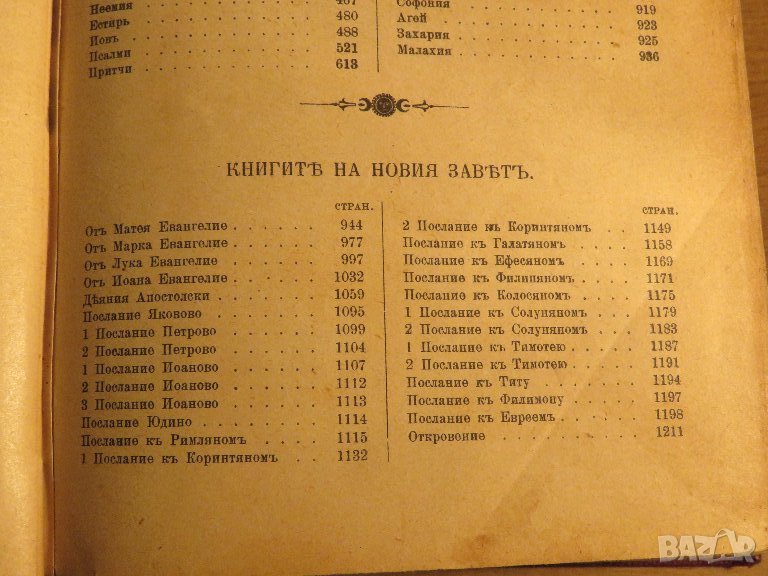 Неемия 467
Естирь 480
Иовъ 488
Псалми 521
Притчи 613
Софония 919
Агей 923
Захария 925
Малахия 936
КНИГИТѢ НА НОВИЯ ЗАВѢТЪ.
СТРАН.
Отъ Матея Евангелие 944
Отъ Марка Евангелие 977
Отъ Лука Евангелие 997
Отъ Иоана Евангелие 1032
Дѣяния Апостолски 1059
Послание Яковово 1095
1 Послание Петрово 1099
2 Послание Петрово 1104
1 Послание Иоаново 1107
2 Послание Иоаново 1112
3 Послание Иоаново 1113
Послание Юдино 1114
Послание къ Римляномъ 1115
1 Послание къ Коринтяномъ 1132
СТРАН.
2 Послание къ Коринтяномъ 1149
Послание къ Галатяномъ 1158
Послание къ Ефесяномъ 1169
Послание къ Филипяномъ 1171
Послание къ Колосяномъ 1175
1 Послание къ Солуняномъ 1179
2 Послание къ Солуняномъ 1183
1 Послание къ Тимотею 1187
2 Послание къ Тимотею 1191
Послание къ Титу 1194
Послание къ Филимону 1197
Послание къ Евреемъ 1198
Откровение 1211
BAZAR
bg